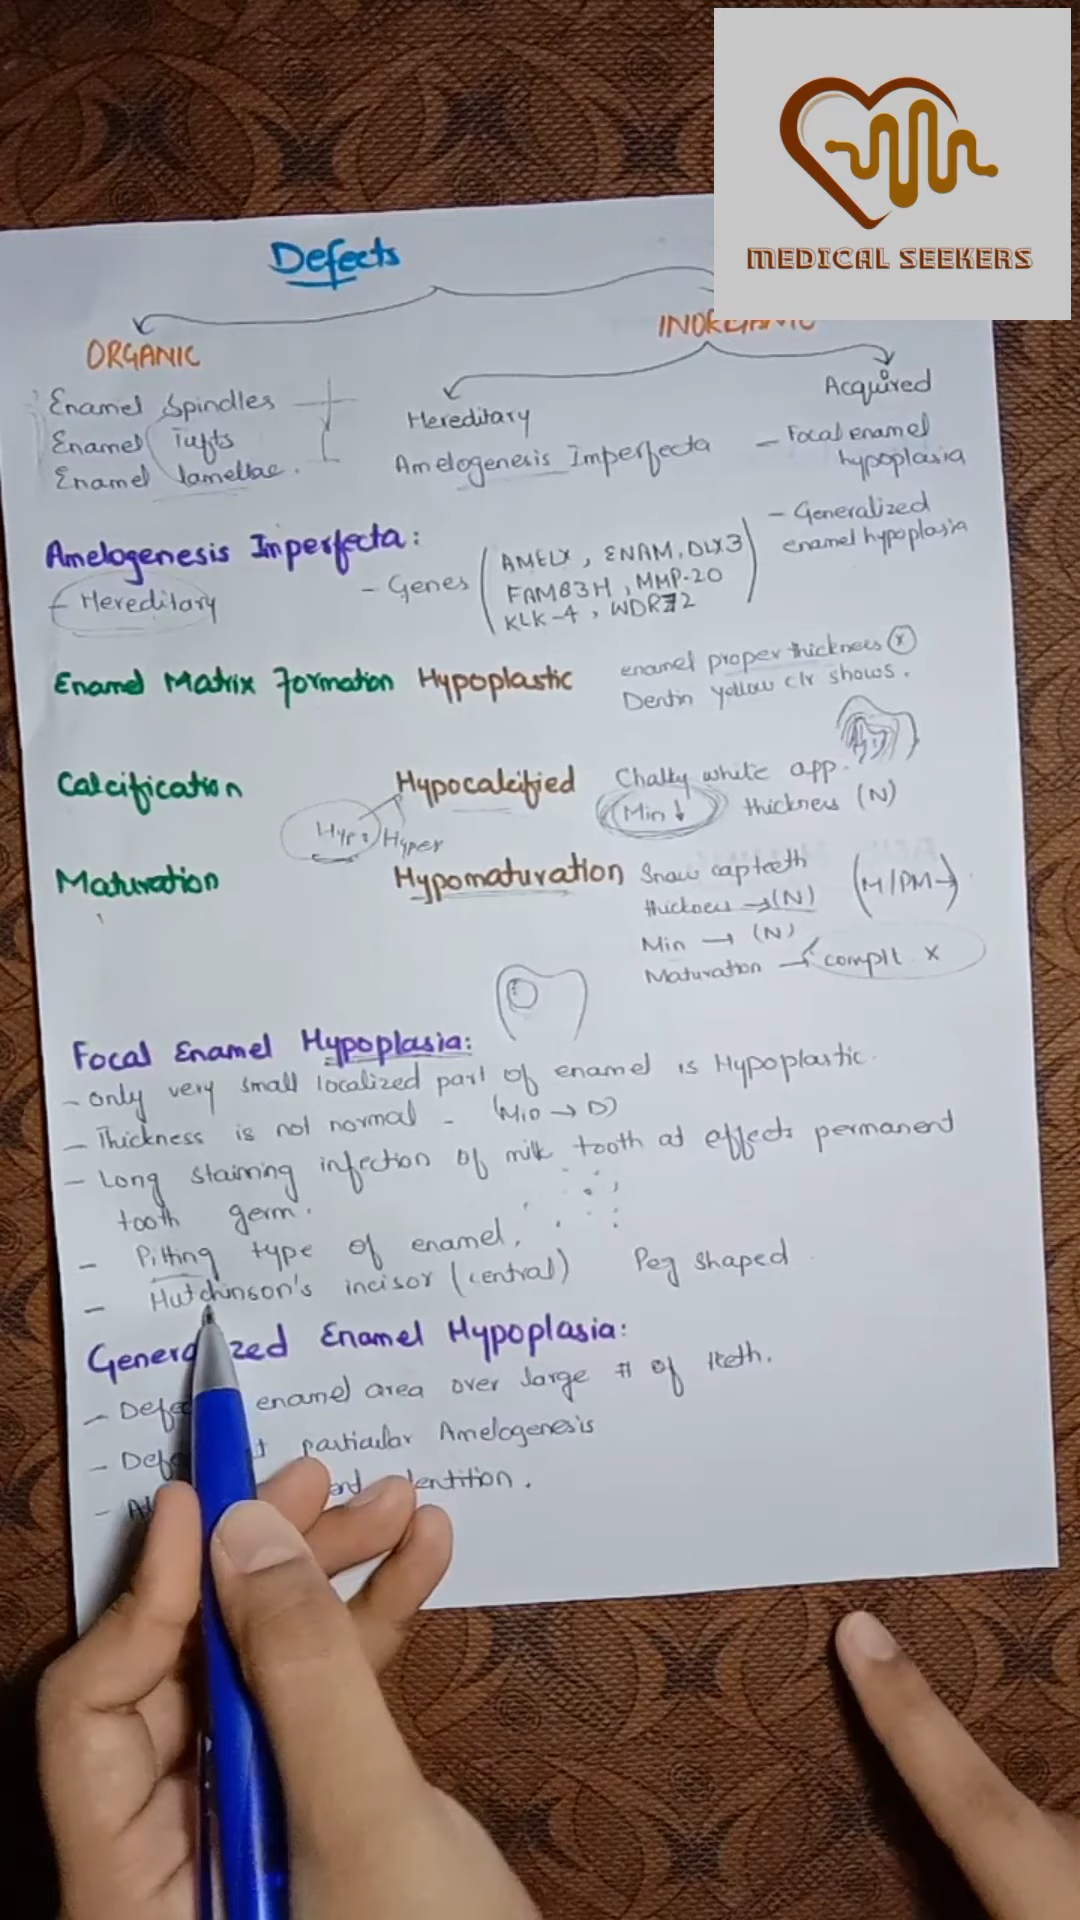 MEDICAL SEEKERS
Defects
ORGANIC
INORGANIC
Enamel Spindles
Enamel Tufts
Enamel lamellae.
Hereditary
Amelogenesis Imperfecta
Acquired
- Focal enamel
hypoplasia
- Generalized
enamel hypoplasia
Amelogenesis Imperfecta:
- Hereditary
- Genes
AMELX, ENAM, DLX3
FAM83H, MMP-20
KLK-4, WDR72
Enamel Matrix Formation Hypoplastic
enamel proper thickness x
Dentin yellow clr shows.
Calcification Hypocalcified
Chalky white app.
Min ↓ thickness (N)
Hypo Hyper
Maturation Hypomaturation
Snow cap teeth
thickness → (N)
(M/PM→)
Min → (N)
Maturation → complt x
Focal Enamel Hypoplasia:
- Only very small localized part of enamel is Hypoplastic.
- Thickness is not normal - (Min → D)
- Long staining infection of milk tooth at effects permanent
tooth germ.
- Pitting type of enamel.
- Hutchinson's incisor (central) Peg shaped
Generalized Enamel Hypoplasia:
- enamel area over large # of teeth.
- particular Amelogenesis
- dentition.